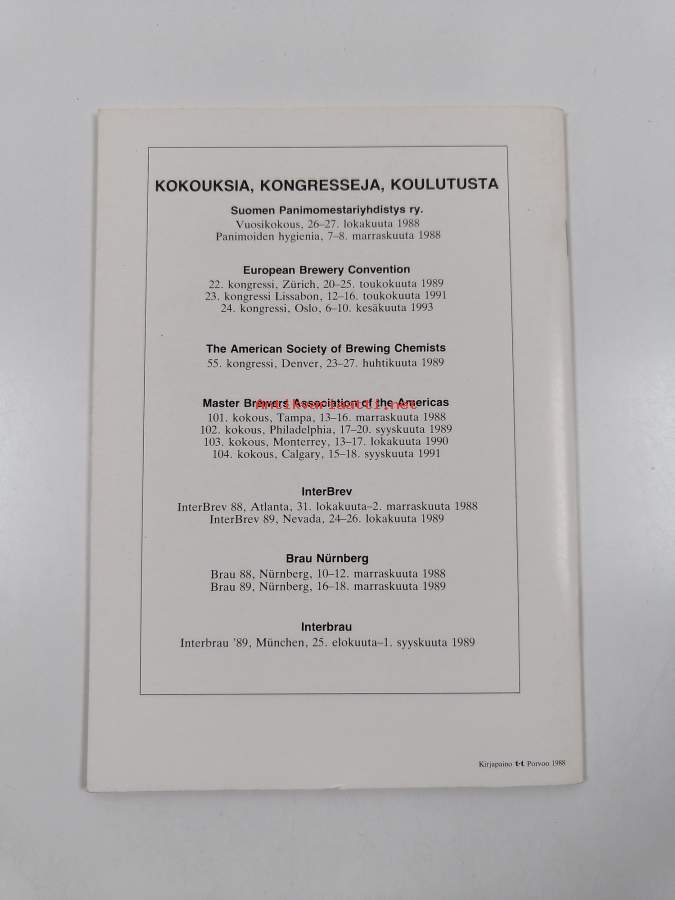 KOKOUKSIA, KONGRESSEJA, KOULUTUSTA
Suomen Panimomestariyhdistys ry.
Vuosikokous, 26–27. lokakuuta 1988
Panimoiden hygienia, 7–8. marraskuuta 1988
European Brewery Convention
22. kongressi, Zürich, 20–25. toukokuuta 1989
23. kongressi Lissabon, 12–16. toukokuuta 1991
24. kongressi, Oslo, 6–10. kesäkuuta 1993
The American Society of Brewing Chemists
55. kongressi, Denver, 23–27. huhtikuuta 1989
Master Brewers Association of the Americas
Antikvariaatti.net
101. kokous, Tampa, 13–16. marraskuuta 1988
102. kokous, Philadelphia, 17–20. syyskuuta 1989
103. kokous, Monterrey, 13–17. lokakuuta 1990
104. kokous, Calgary, 15–18. syyskuuta 1991
InterBrev
InterBrev 88, Atlanta, 31. lokakuuta–2. marraskuuta 1988
InterBrev 89, Nevada, 24–26. lokakuuta 1989
Brau Nürnberg
Brau 88, Nürnberg, 10–12. marraskuuta 1988
Brau 89, Nürnberg, 16–18. marraskuuta 1989
Interbrau
Interbrau '89, München, 25. elokuuta–1. syyskuuta 1989
Kirjapaino t·t, Porvoo 1988